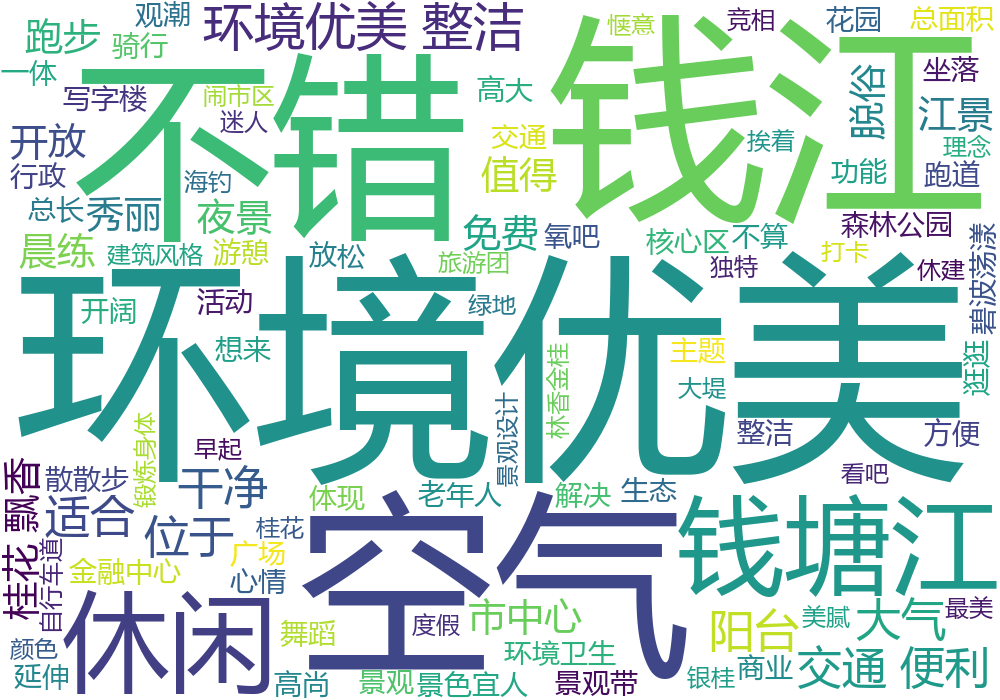 观潮
环境优美 整洁
惬意
竞相
花园
总面积
跑步
骑行
不错
钱江
一体
高大
坐落
写字楼
闹市区
脱俗
江景
迷人
交通
挨着
开放
理念
行政
值得
功能
跑道
海钓
总长
秀丽
夜景
免费
氧吧
森林公园
核心区
不算
晨练
建筑风格
游憩
放松
旅游团
独特
打卡
休建
碧波荡漾
环境优美
活动
绿地
开阔
想来
主题
逛逛
林香金桂
大堤
景观设计
锻炼身体
整洁
方便
早起
看吧
桂花 飘香
散散步
干净
体现
老年人
解决
生态
适合
空气
钱塘江
位于
桂花
自行车道
广场
金融中心
心情
休闲
度假
市中心
阳台
美腻
大气
最美
舞蹈
颜色
环境卫生
延伸
高尚
景观
景色宜人
景观带
银桂
商业
交通 便利